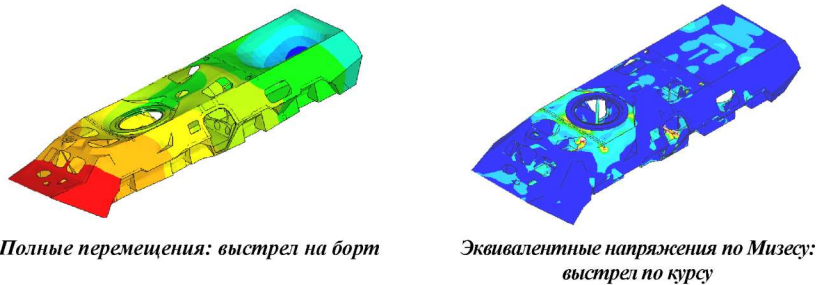 Полные перемещения: выстрел на борт
Эквивалентные напряжения по Мизесу:
выстрел по курсу